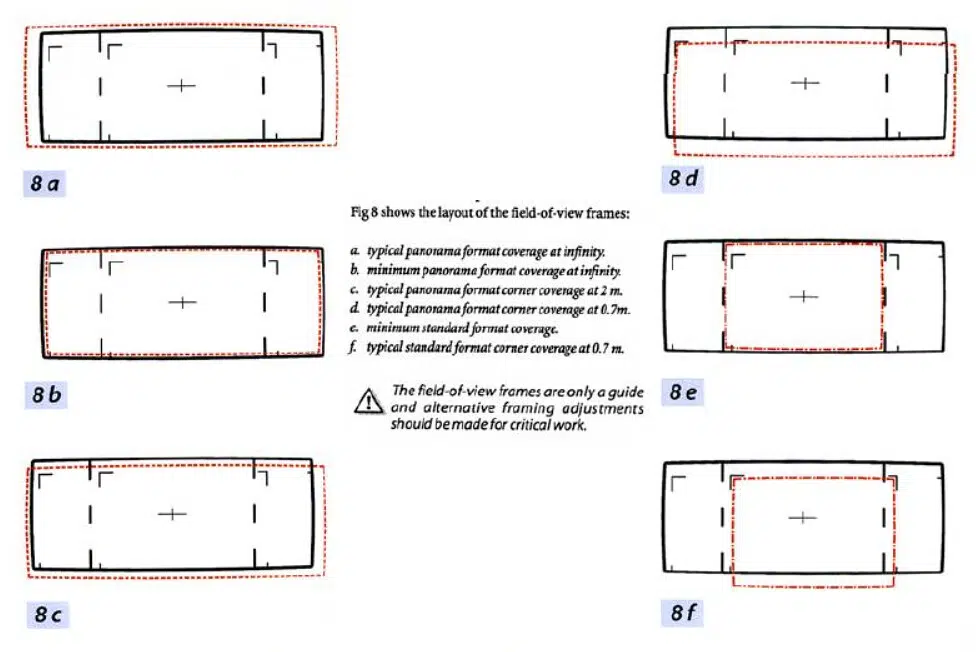 8 a
8 d
Fig 8 shows the layout of the field-of-view frames:
a. typical panorama format coverage at infinity.
b. minimum panorama format coverage at infinity.
c. typical panorama format corner coverage at 2 m.
d. typical panorama format corner coverage at 0.7m.
e. minimum standard format coverage.
f. typical standard format corner coverage at 0.7 m.
8 b
The field-of-view frames are only a guide
and alternative framing adjustments
should be made for critical work.
8 e
8 c
8 f